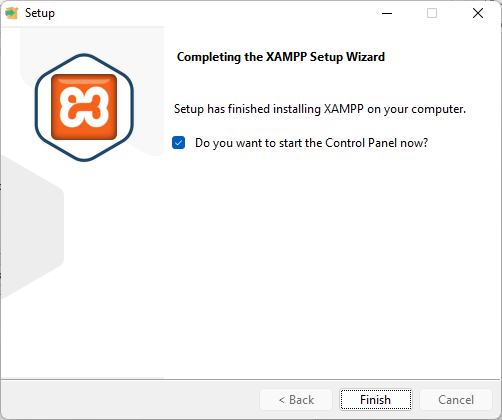 Setup
Completing the XAMPP Setup Wizard
Setup has finished installing XAMPP on your computer.
Do you want to start the Control Panel now?
< Back
Finish
Cancel